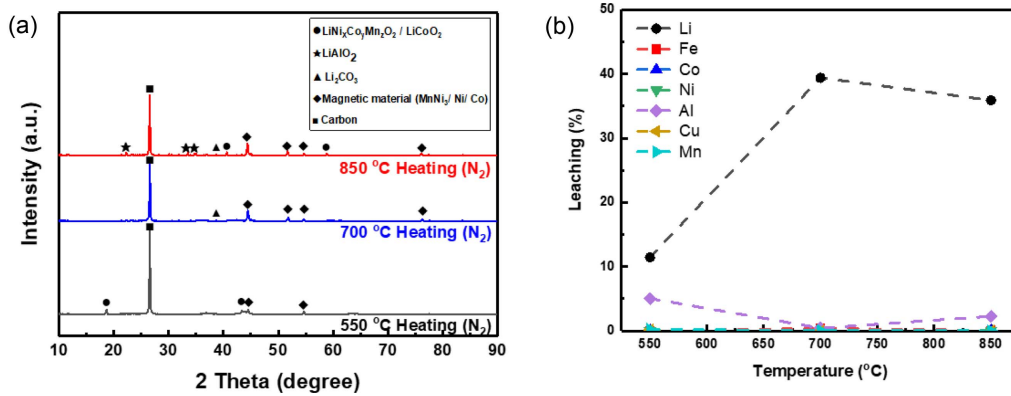 (a)
Intensity (a.u.)
● LiNiₓCoᵧMn_zO₂ / LiCoO₂
★ LiAlO₂
▲ Li₂CO₃
◆ Magnetic material (MnNi₃/ Ni/ Co)
■ Carbon
850 °C Heating (N₂)
700 °C Heating (N₂)
550 °C Heating (N₂)
10 20 30 40 50 60 70 80 90
2 Theta (degree)
(b)
Leaching (%)
50
40
30
20
10
0
Li
Fe
Co
Ni
Al
Cu
Mn
550 600 650 700 750 800 850
Temperature (°C)